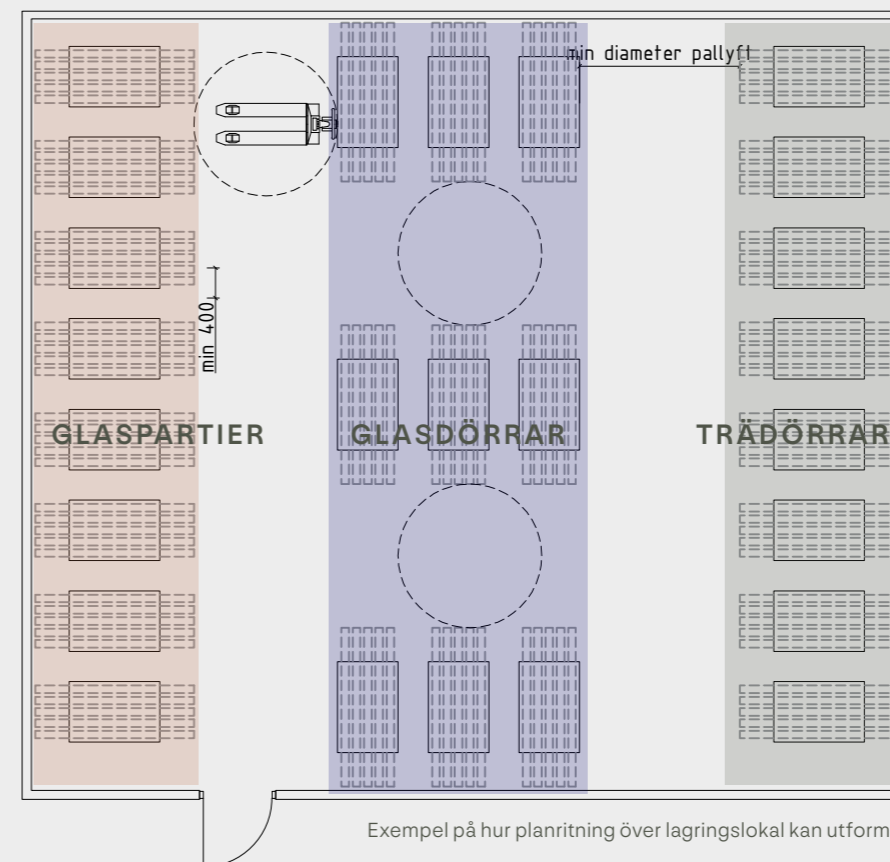 min diameter pallyft
min 400
GLASPARTIER GLASDÖRRAR TRÄDÖRRAR
Exempel på hur planritning över lagringslokal kan utform